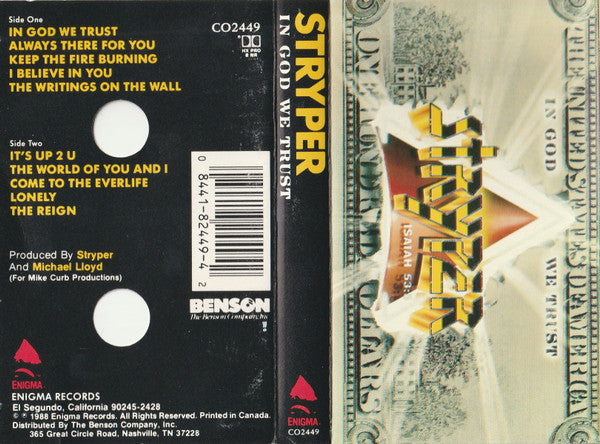 Side One
IN GOD WE TRUST
ALWAYS THERE FOR YOU
KEEP THE FIRE BURNING
I BELIEVE IN YOU
THE WRITINGS ON THE WALL
Side Two
IT'S UP 2 U
THE WORLD OF YOU AND I
COME TO THE EVERLIFE
LONELY
THE REIGN
Produced By Stryper
And Michael Lloyd
(For Mike Curb Productions)
ENIGMA
ENIGMA RECORDS
El Segundo, California 90245-2428
℗ © 1988 Enigma Records. All Rights Reserved. Printed in Canada.
Distributed By The Benson Company, Inc.
365 Great Circle Road, Nashville, TN 37228
CO2449
HX PRO
B NR
0 8441-82449-4 2
BENSON
The Benson Company, Inc.
STRYPER
IN GOD WE TRUST
ENIGMA
CO2449
THE UNITED STRYPES OF AMERICA
IN GOD WE TRUST
STRYPER
ISAIAH 53:5